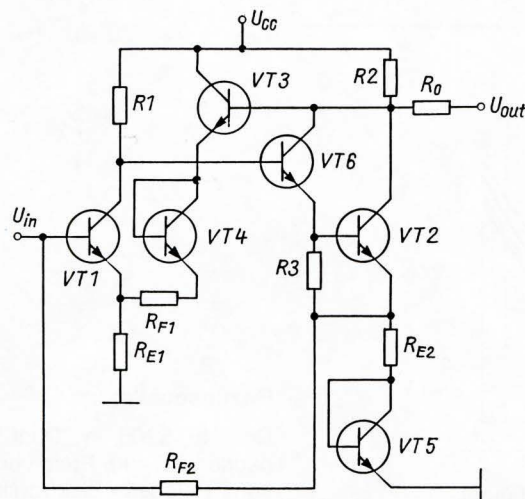 U_CC
R1
VT3
R2
R_0
U_out
VT6
U_in
VT1
VT4
R3
VT2
R_F1
R_E1
R_E2
R_F2
VT5